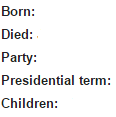 Born:
Died:
Party:
Presidential term:
Children: